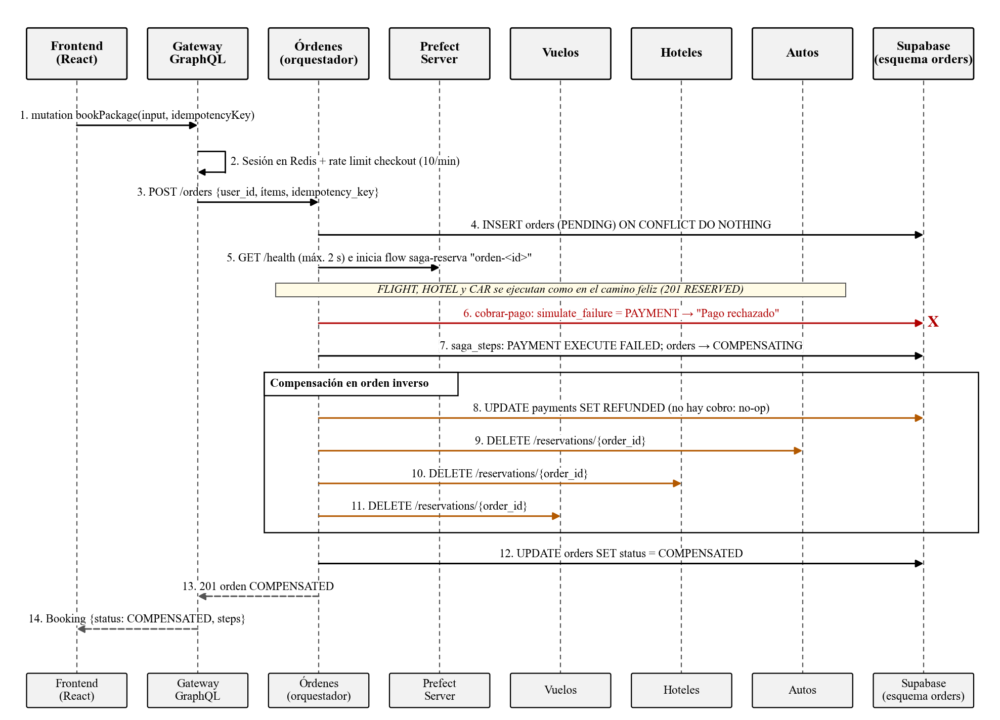 Frontend
(React)
Gateway
GraphQL
Órdenes
(orquestador)
Prefect
Server
Vuelos
Hoteles
Autos
Supabase
(esquema orders)
1. mutation bookPackage(input, idempotencyKey)
2. Sesión en Redis + rate limit checkout (10/min)
3. POST /orders {user_id, ítems, idempotency_key}
4. INSERT orders (PENDING) ON CONFLICT DO NOTHING
5. GET /health (máx. 2 s) e inicia flow saga-reserva "orden-<id>"
FLIGHT, HOTEL y CAR se ejecutan como en el camino feliz (201 RESERVED)
6. cobrar-pago: simulate_failure = PAYMENT → "Pago rechazado"
X
7. saga_steps: PAYMENT EXECUTE FAILED; orders → COMPENSATING
Compensación en orden inverso
8. UPDATE payments SET REFUNDED (no hay cobro: no-op)
9. DELETE /reservations/{order_id}
10. DELETE /reservations/{order_id}
11. DELETE /reservations/{order_id}
12. UPDATE orders SET status = COMPENSATED
13. 201 orden COMPENSATED
14. Booking {status: COMPENSATED, steps}
Frontend
(React)
Gateway
GraphQL
Órdenes
(orquestador)
Prefect
Server
Vuelos
Hoteles
Autos
Supabase
(esquema orders)